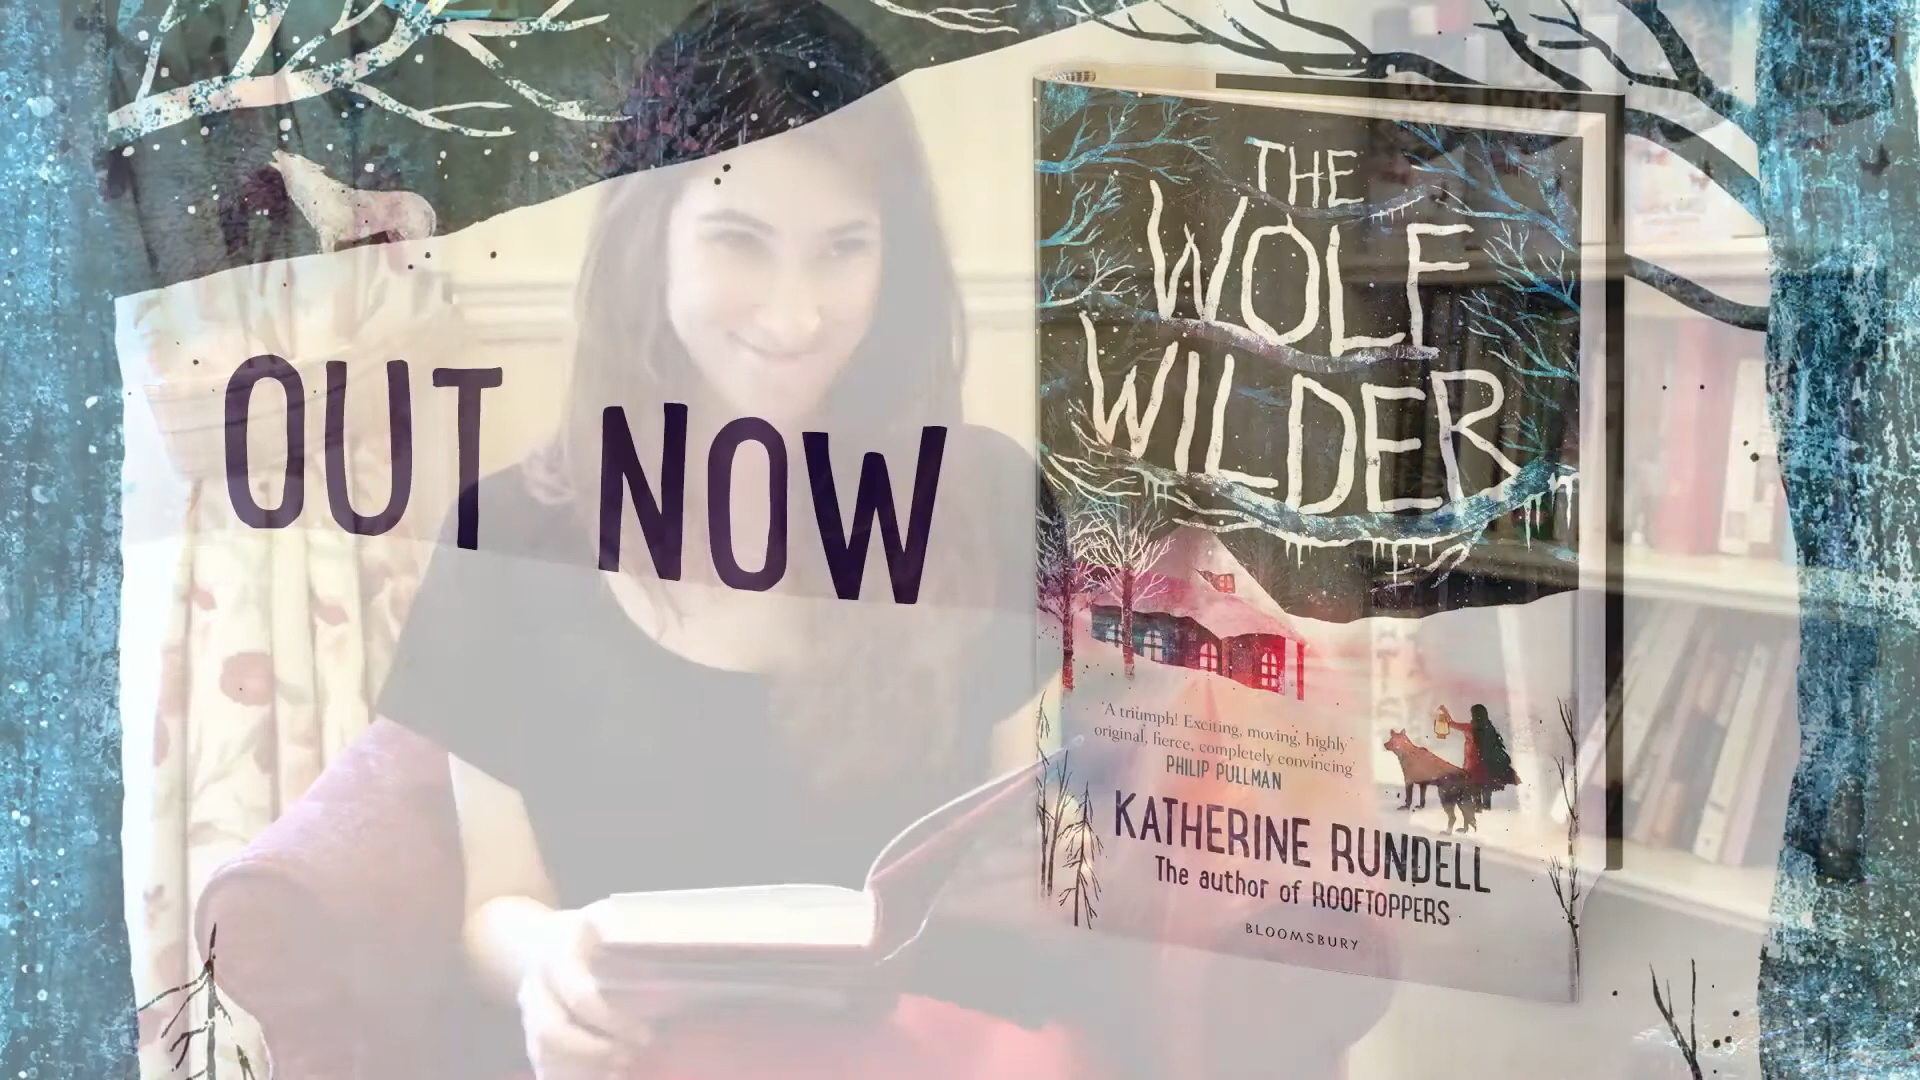 OUT NOW
THE
WOLF
WILDER
'A triumph! Exciting, moving, highly
original, fierce, completely convincing'
PHILIP PULLMAN
KATHERINE RUNDELL
The author of ROOFTOPPERS
BLOOMSBURY